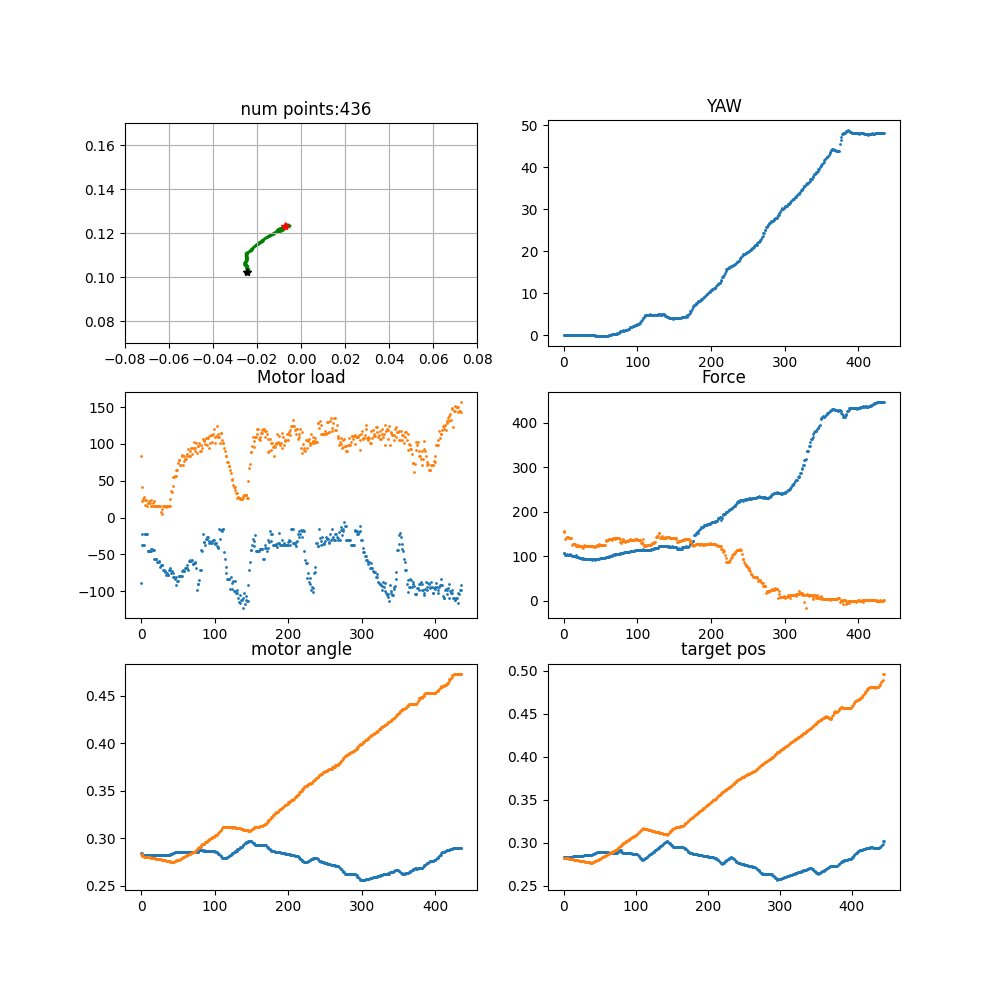 num points:436
YAW
0.16
0.14
0.12
0.10
0.08
−0.08 −0.06 −0.04 −0.02 0.00 0.02 0.04 0.06 0.08
50
40
30
20
10
0
0 100 200 300 400
Motor load
150
100
50
0
−50
−100
0 100 200 300 400
Force
400
300
200
100
0
0 100 200 300 400
motor angle
0.45
0.40
0.35
0.30
0.25
0 100 200 300 400
target pos
0.50
0.45
0.40
0.35
0.30
0.25
0 100 200 300 400